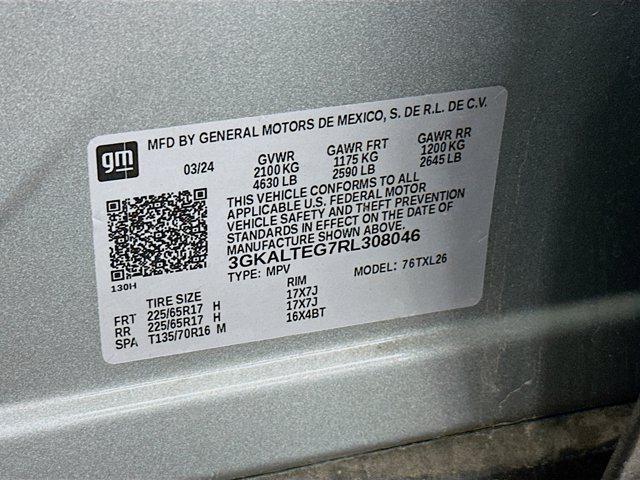 gm
MFD BY GENERAL MOTORS DE MEXICO, S. DE R.L. DE C.V.
03/24
GVWR
2100 KG
4630 LB
GAWR FRT
1175 KG
2590 LB
GAWR RR
1200 KG
2645 LB
THIS VEHICLE CONFORMS TO ALL
APPLICABLE U.S. FEDERAL MOTOR
VEHICLE SAFETY AND THEFT PREVENTION
STANDARDS IN EFFECT ON THE DATE OF
MANUFACTURE SHOWN ABOVE.
3GKALTEG7RL308046
TYPE: MPV MODEL: 76TXL26
130H
TIRE SIZE RIM
FRT 225/65R17 H 17X7J
RR 225/65R17 H 17X7J
SPA T135/70R16 M 16X4BT